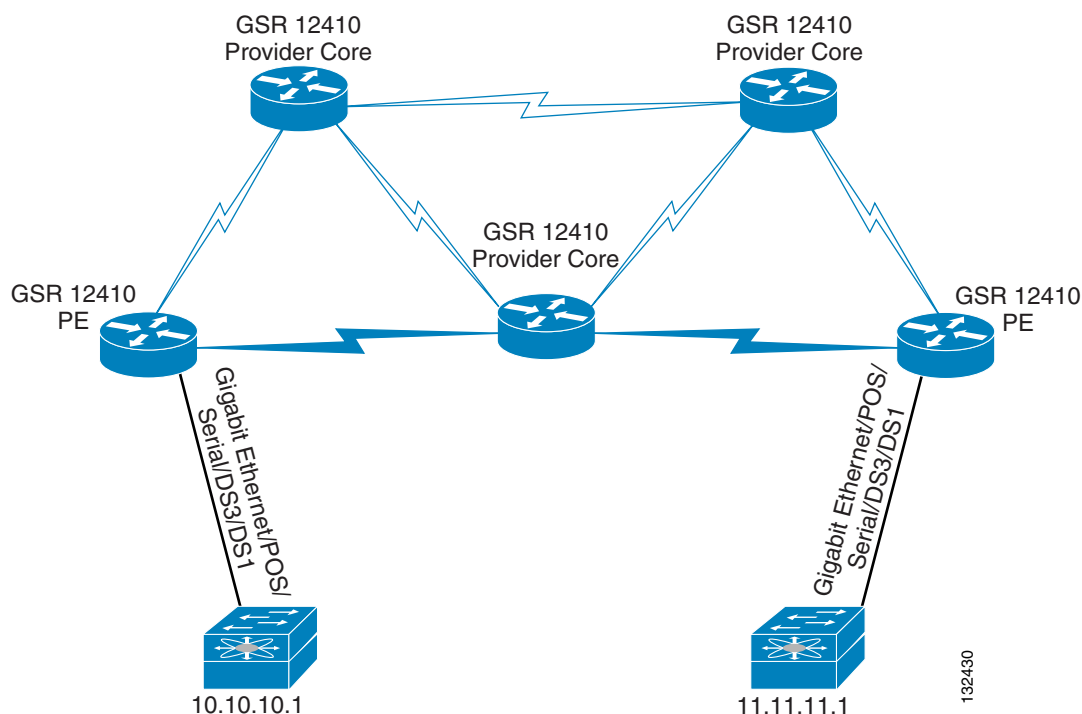 GSR 12410
Provider Core
GSR 12410
Provider Core
GSR 12410
Provider Core
GSR 12410
PE
GSR 12410
PE
Gigabit Ethernet/POS/
Serial/DS3/DS1
Gigabit Ethernet/POS/
Serial/DS3/DS1
10.10.10.1
11.11.11.1
132430